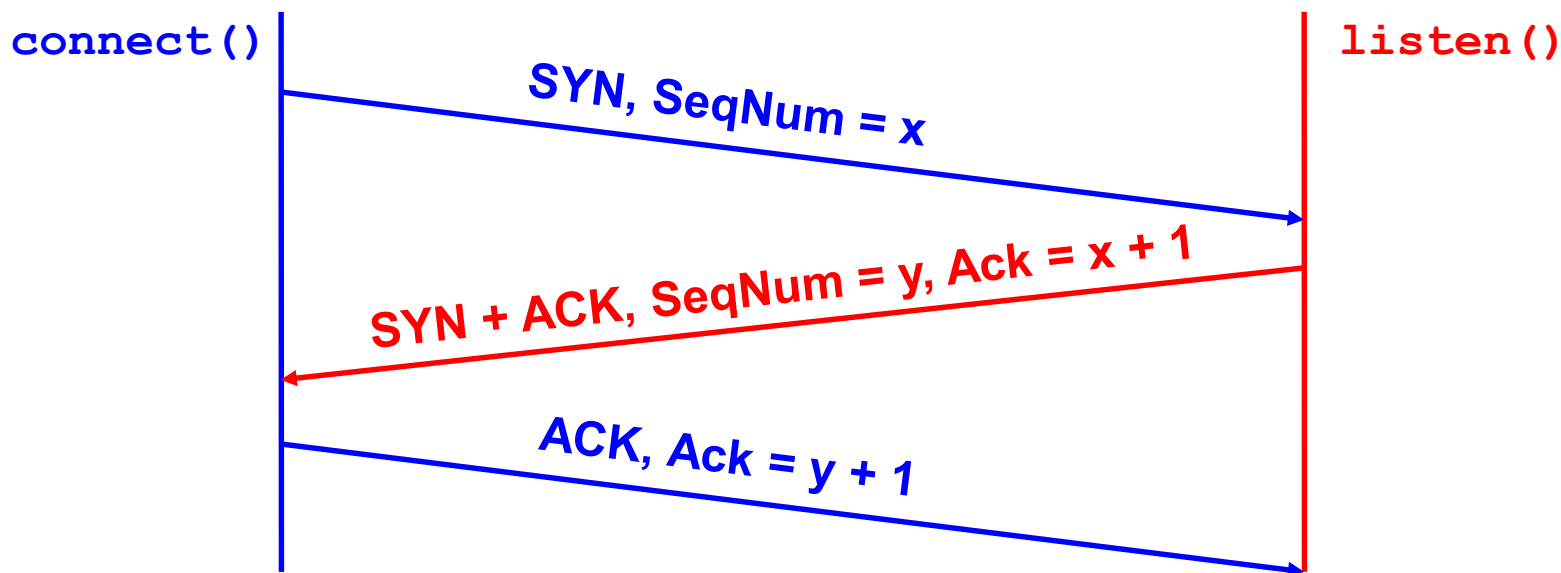 connect()
listen()
SYN, SeqNum = x
SYN + ACK, SeqNum = y, Ack = x + 1
ACK, Ack = y + 1